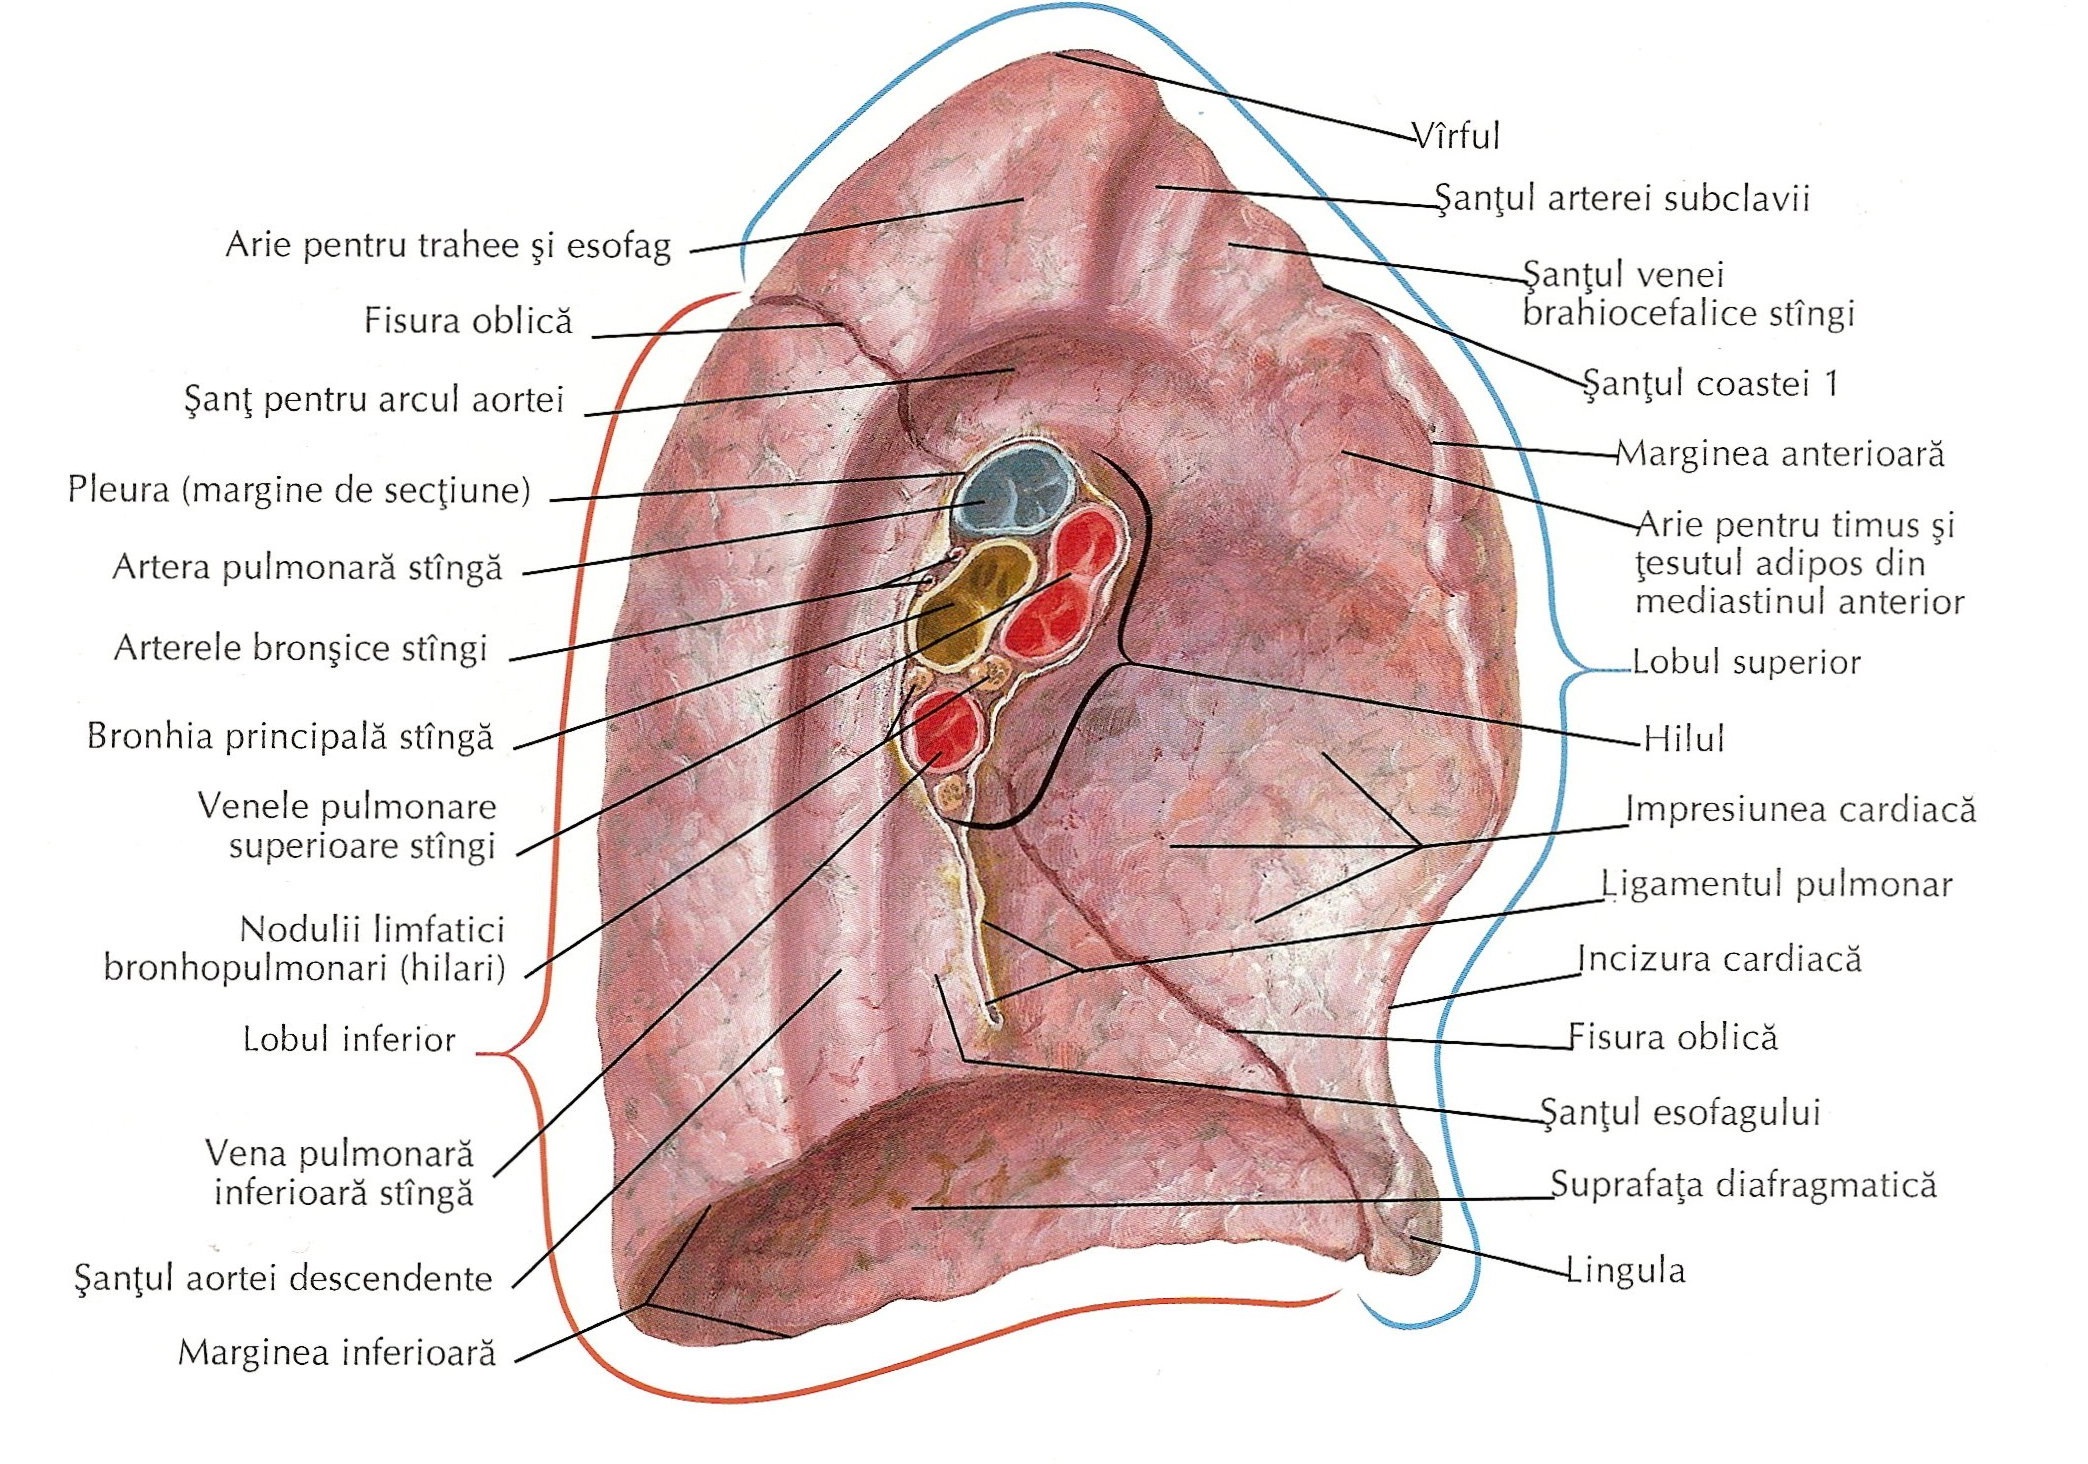 Arie pentru trahee şi esofag
Fisura oblică
Şanţ pentru arcul aortei
Pleura (margine de secţiune)
Artera pulmonară stîngă
Arterele bronşice stîngi
Bronhia principală stîngă
Venele pulmonare
superioare stîngi
Nodulii limfatici
bronhopulmonari (hilari)
Lobul inferior
Vena pulmonară
inferioară stîngă
Şanţul aortei descendente
Marginea inferioară
Vîrful
Şanţul arterei subclavii
Şanţul venei
brahiocefalice stîngi
Şanţul coastei 1
Marginea anterioară
Arie pentru timus şi
ţesutul adipos din
mediastinul anterior
Lobul superior
Hilul
Impresiunea cardiacă
Ligamentul pulmonar
Incizura cardiacă
Fisura oblică
Şanţul esofagului
Suprafaţa diafragmatică
Lingula